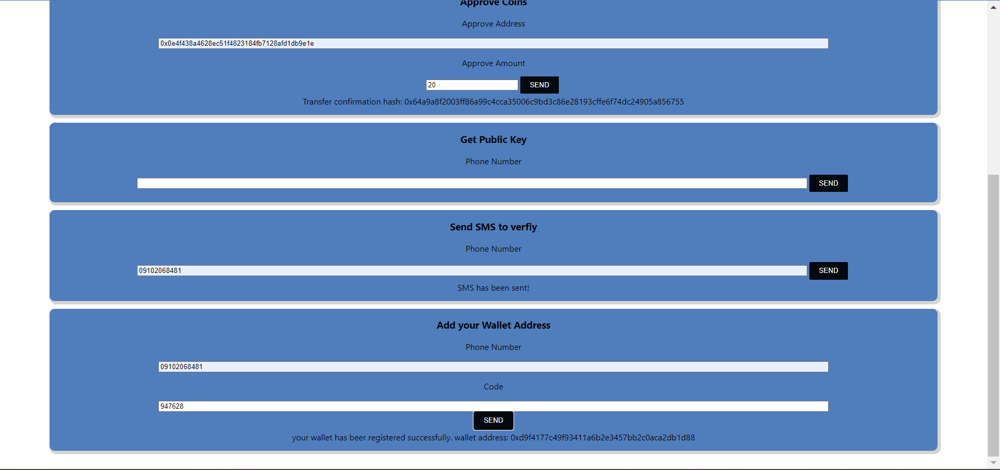 Approve Coins
Approve Address
0x0e4f438a4628ec51f4823184fb7128afd1db9e1e
Approve Amount
20 SEND
Transfer confirmation hash: 0x64a9a8f2003ff86a99c4cca35006c9bd3c86e28193cffe6f74dc24905a856755
Get Public Key
Phone Number
SEND
Send SMS to verfiy
Phone Number
09102068481 SEND
SMS has been sent!
Add your Wallet Address
Phone Number
09102068481
Code
947628
SEND
your wallet has beer registered successfully. wallet address: 0xd9f4177c49f93411a6b2e3457bb2c0aca2db1d88